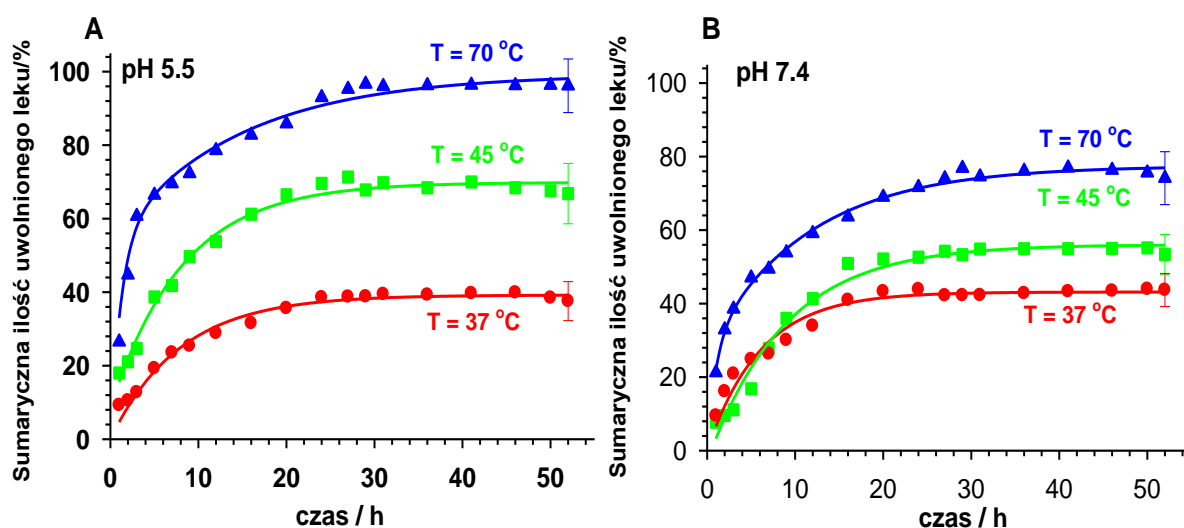 A
pH 5.5
T = 70 °C
T = 45 °C
T = 37 °C
Sumaryczna ilość uwolnionego leku/%
100
80
60
40
20
0
0 10 20 30 40 50
czas / h
B
pH 7.4
T = 70 °C
T = 45 °C
T = 37 °C
Sumaryczna ilość uwolnionego leku/%
100
80
60
40
20
0
0 10 20 30 40 50
czas / h